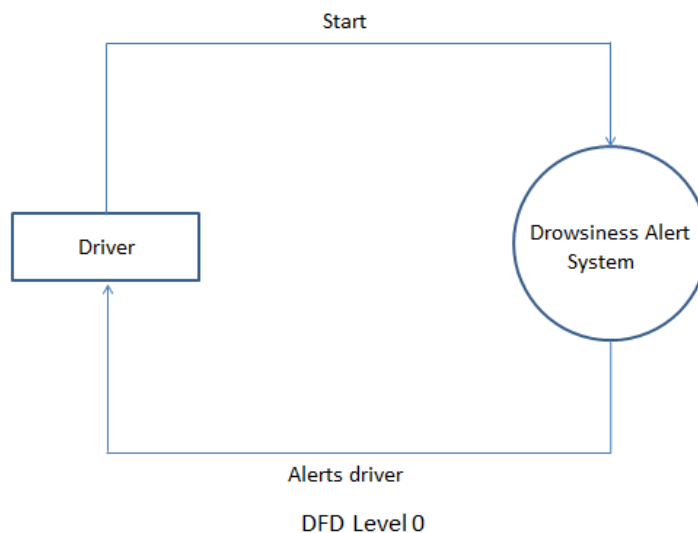 Start
Driver
Drowsiness Alert
System
Alerts driver
DFD Level 0